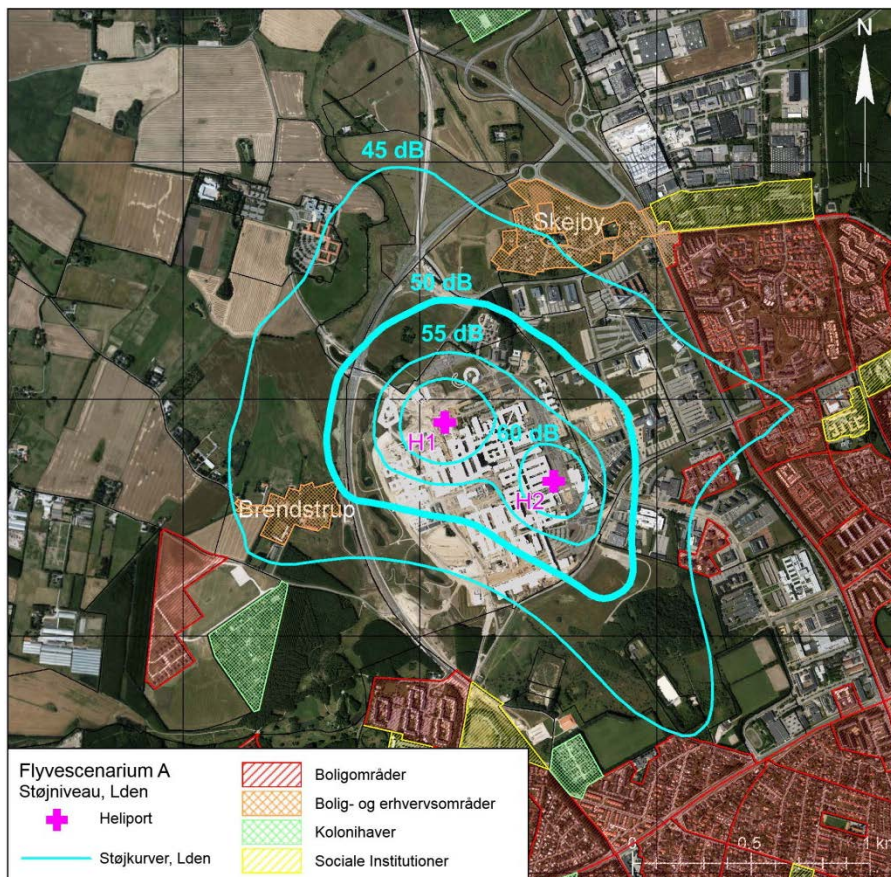 N
45 dB
Skejby
50 dB
55 dB
H1
60 dB
H2
Brendstrup
Flyvescenarium A
Støjniveau, Lden
Heliport
Støjkurver, Lden
Boligområder
Bolig- og erhvervsområder
Kolonihaver
Sociale Institutioner
0 0.5 1 km